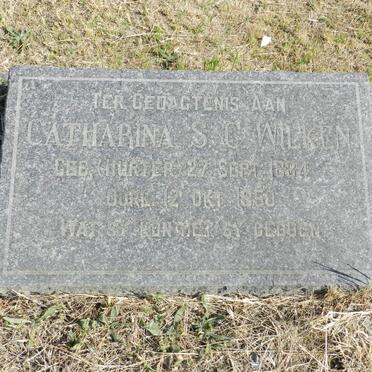 TER GEDAGTENIS AAN
CATHARINA S. C. WILKEN
GEB. (HURTER) 27 SEPT. 1884
OORL. 12 OKT. 1950
WAT SY KON HET SY GEDOEN